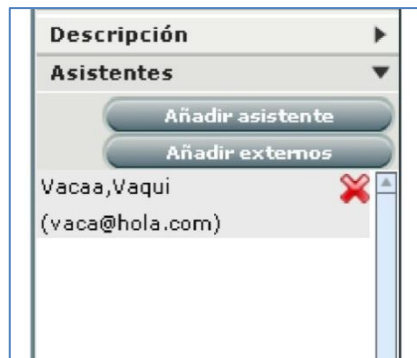 Descripción
Asistentes
Añadir asistente
Añadir externos
Vacaa,Vaqui
(vaca@hola.com)